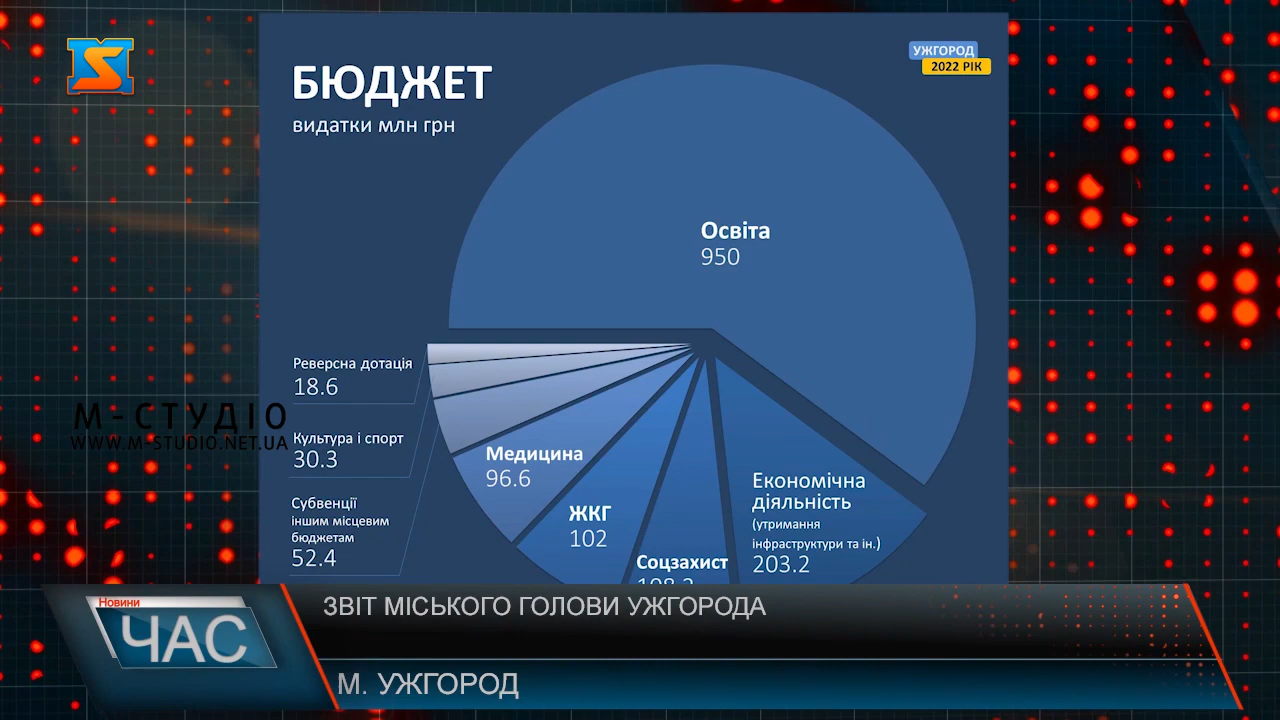 УЖГОРОД
2022 РІК
БЮДЖЕТ
видатки млн грн
Освіта
950
Реверсна дотація
18.6
М-СТУДІО
WWW.M-STUDIO.NET.UA
Культура і спорт
30.3
Субвенції
іншим місцевим
бюджетам
52.4
Медицина
96.6
ЖКГ
102
Соцзахист
Економічна
діяльність
(утримання
інфраструктури та ін.)
203.2
Новини
ЧАС
ЗВІТ МІСЬКОГО ГОЛОВИ УЖГОРОДА
М. УЖГОРОД